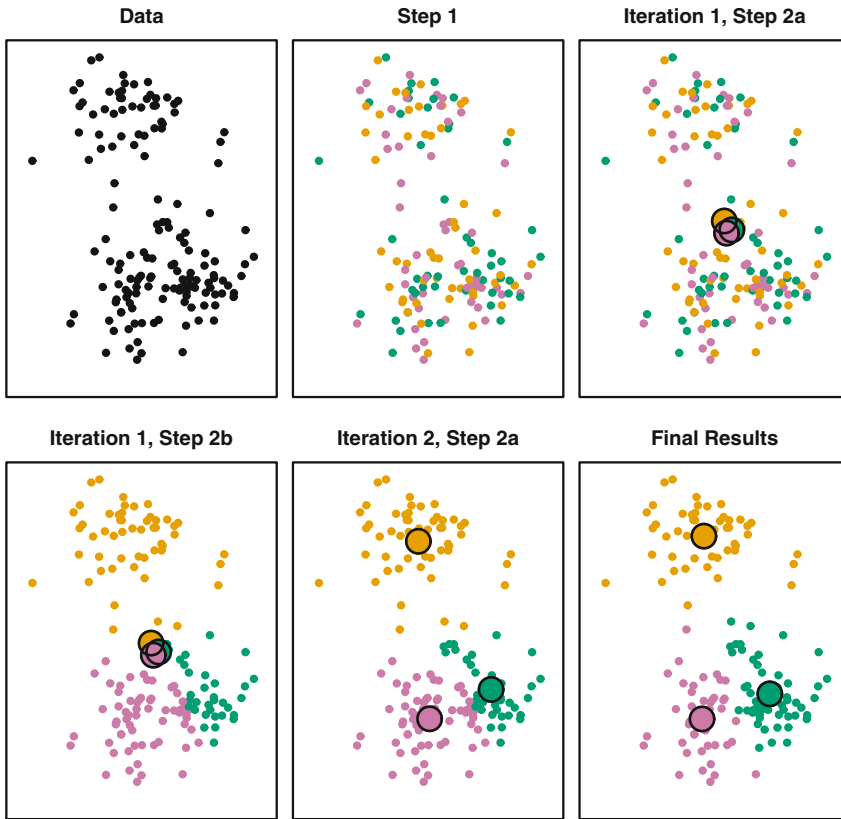 Data
Step 1
Iteration 1, Step 2a
Iteration 1, Step 2b
Iteration 2, Step 2a
Final Results